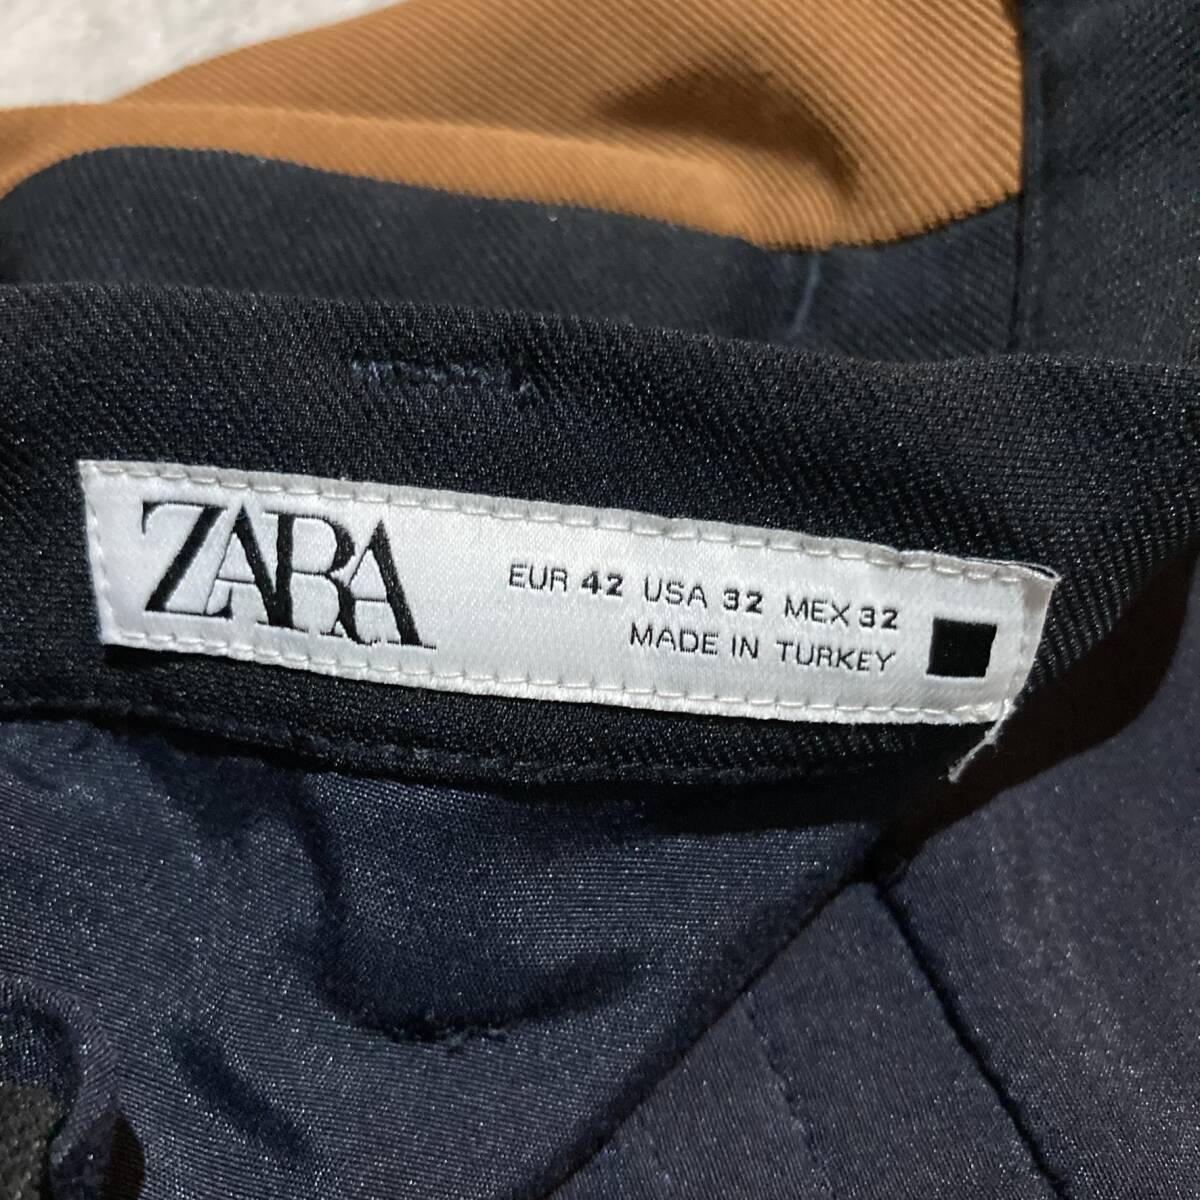 ZARA
EUR 42 USA 32 MEX 32
MADE IN TURKEY